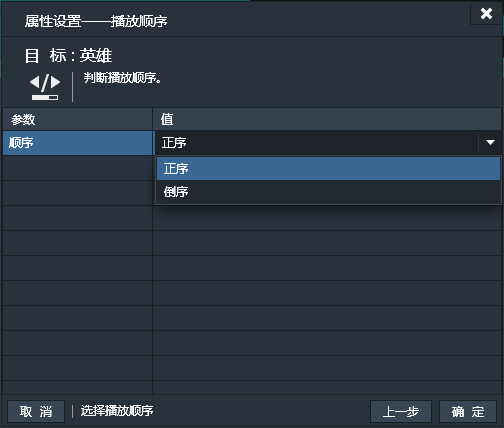 属性设置——播放顺序
目 标 : 英雄
判断播放顺序。
参数 值
顺序 正序
正序
倒序
取 消 选择播放顺序 上一步 确 定